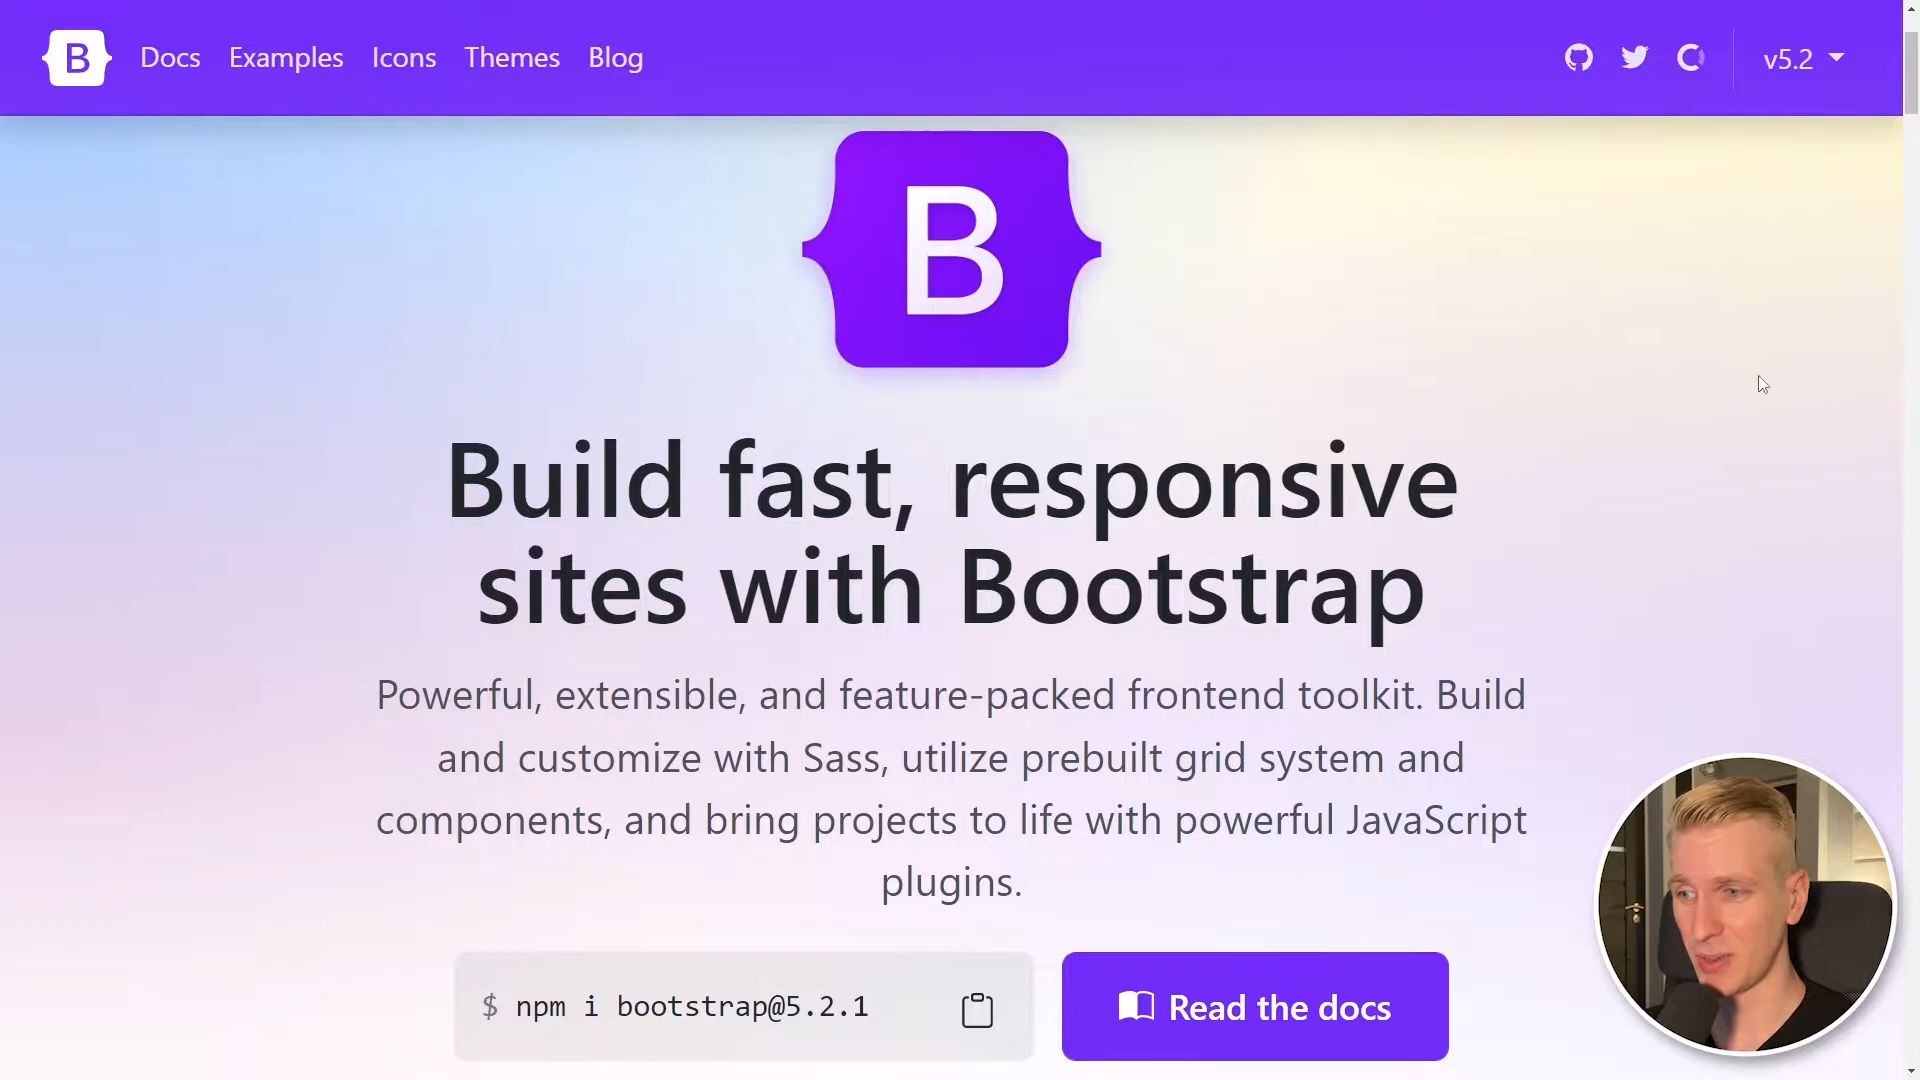 B Docs Examples Icons Themes Blog v5.2
B
Build fast, responsive
sites with Bootstrap
Powerful, extensible, and feature-packed frontend toolkit. Build
and customize with Sass, utilize prebuilt grid system and
components, and bring projects to life with powerful JavaScript
plugins.
$ npm i bootstrap@5.2.1
Read the docs